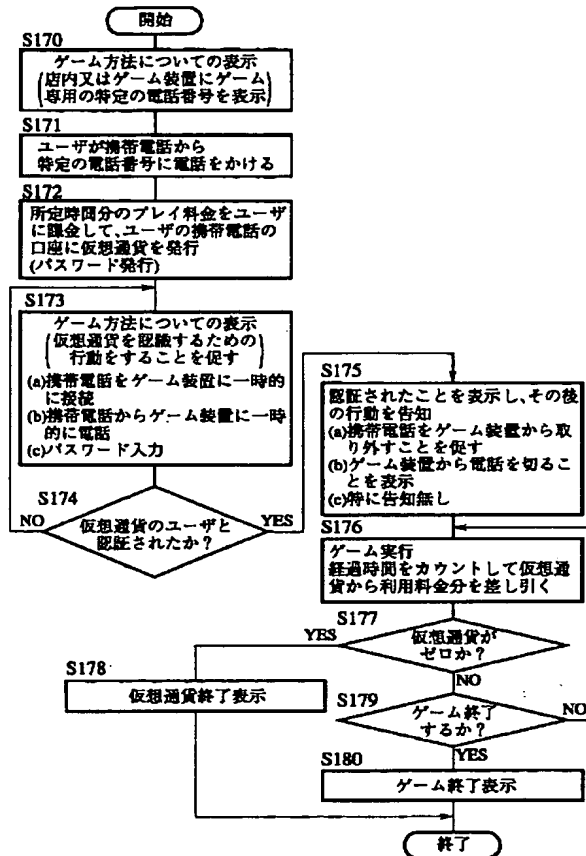 開始
S170
ゲーム方法についての表示
(店内又はゲーム装置にゲーム
専用の特定の電話番号を表示)
S171
ユーザが携帯電話から
特定の電話番号に電話をかける
S172
所定時間分のプレイ料金をユーザ
に課金して、ユーザの携帯電話の
口座に仮想通貨を発行
(パスワード発行)
S173
ゲーム方法についての表示
(仮想通貨を認識するための
行動をすることを促す)
(a)携帯電話をゲーム装置に一時的
に接続
(b)携帯電話からゲーム装置に一時
的に電話
(c)パスワード入力
S174
仮想通貨のユーザと
認証されたか?
NO
YES
S175
認証されたことを表示し、その後
の行動を告知
(a)携帯電話をゲーム装置から取
り外すことを促す
(b)ゲーム装置から電話を切るこ
とを表示
(c)特に告知無し
S176
ゲーム実行
経過時間をカウントして仮想通
貨から利用料金分を差し引く
S177
仮想通貨が
ゼロか?
YES
NO
S178
仮想通貨終了表示
S179
ゲーム終了
するか?
NO
YES
S180
ゲーム終了表示
終了